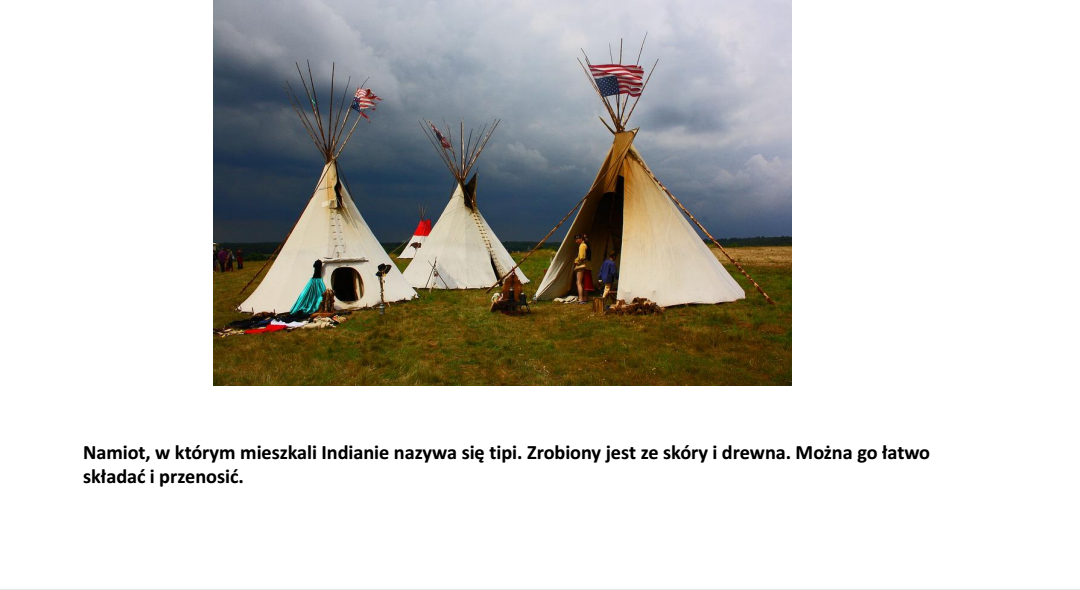 Namiot, w którym mieszkali Indianie nazywa się tipi. Zrobiony jest ze skóry i drewna. Można go łatwo
składać i przenosić.